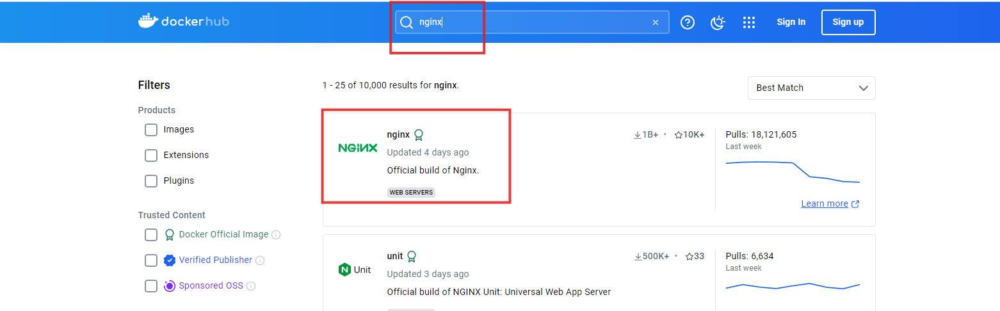 dockerhub
nginx
Sign In
Sign up
Filters
Products
Images
Extensions
Plugins
Trusted Content
Docker Official Image
Verified Publisher
Sponsored OSS
1 - 25 of 10,000 results for nginx.
Best Match
NGINX
nginx
Updated 4 days ago
Official build of Nginx.
WEB SERVERS
1B+ • 10K+
Pulls: 18,121,605
Last week
Learn more
N Unit
unit
Updated 3 days ago
Official build of NGINX Unit: Universal Web App Server
500K+ • 33
Pulls: 6,634
Last week